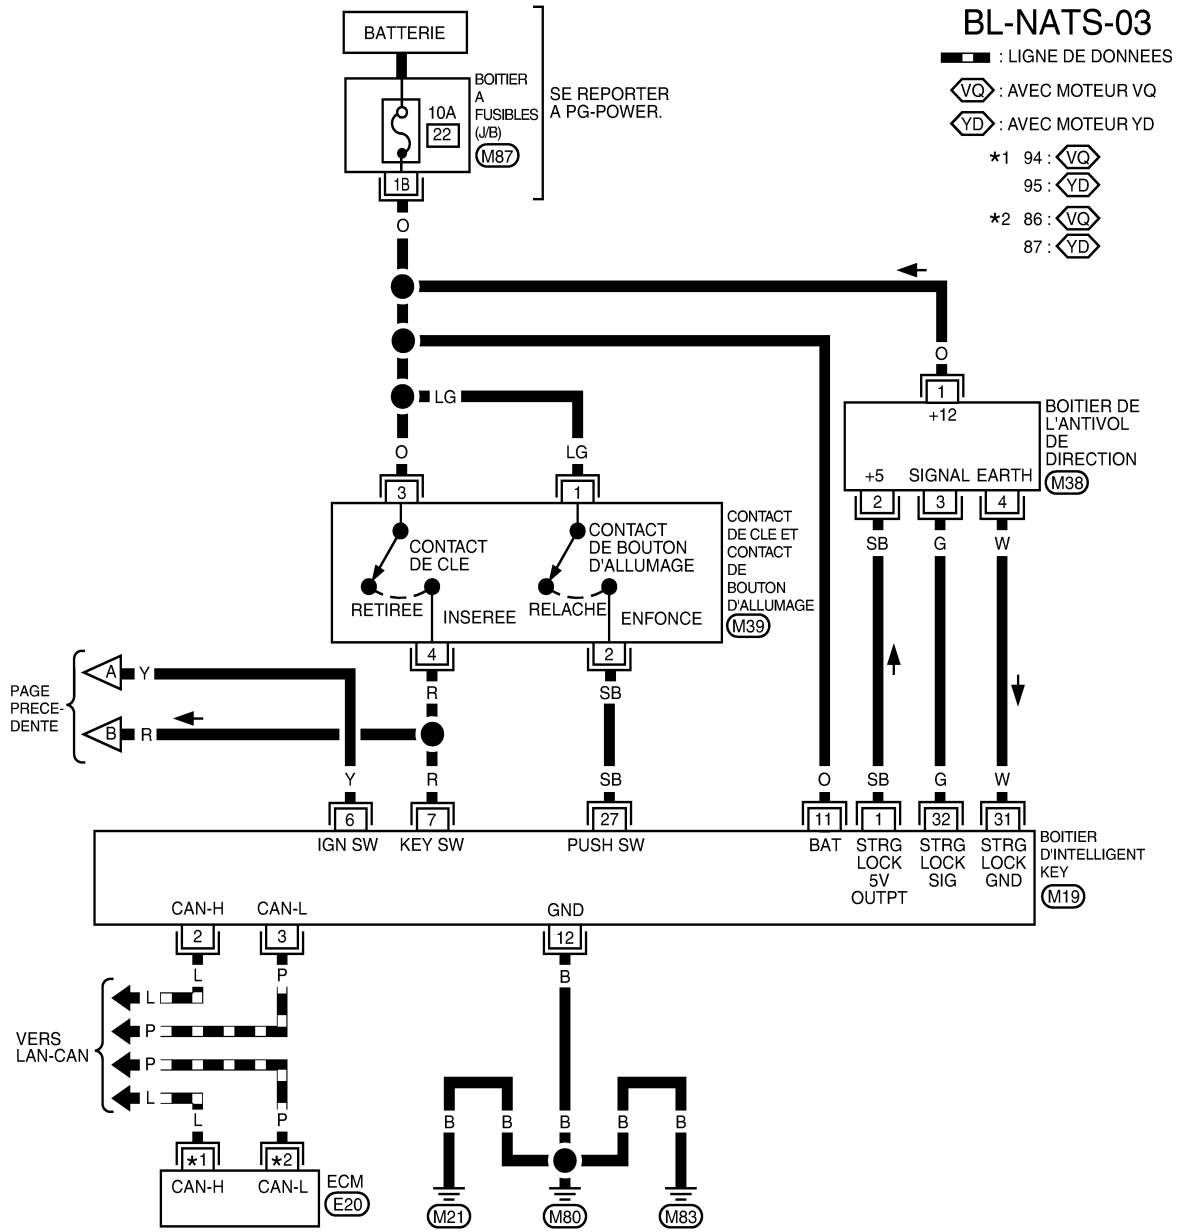 BL-NATS-03
: LIGNE DE DONNEES
VQ : AVEC MOTEUR VQ
YD : AVEC MOTEUR YD
*1 94 : VQ
95 : YD
*2 86 : VQ
87 : YD
BATTERIE
BOITIER
A
FUSIBLES
(J/B)
M87
10A
22
1B
SE REPORTER
A PG-POWER.
O
LG
O
LG
O
1
+12
+5 SIGNAL EARTH
2 3 4
BOITIER DE
L'ANTIVOL
DE
DIRECTION
M38
3
1
CONTACT
DE CLE
RETIREE
INSEREE
CONTACT
DE BOUTON
D'ALLUMAGE
RELACHE
ENFONCE
CONTACT
DE CLE ET
CONTACT
DE
BOUTON
D'ALLUMAGE
M39
4
2
SB G W
R
SB
PAGE
PRECE-
DENTE
A Y
B R
Y R SB O SB G W
6 7 27 11 1 32 31
IGN SW
KEY SW
PUSH SW
BAT
STRG
LOCK
5V
OUTPT
STRG
LOCK
SIG
STRG
LOCK
GND
BOITIER
D'INTELLIGENT
KEY
M19
CAN-H CAN-L GND
2 3 12
L P B
VERS
LAN-CAN
L
P
P
L
L P
*1 *2
CAN-H CAN-L
ECM
E20
B B B B B
M21 M80 M83